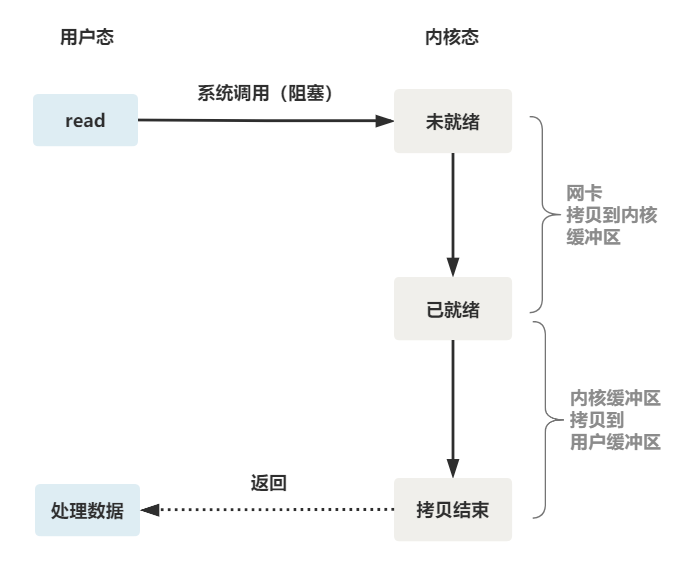 用户态
内核态
系统调用（阻塞）
read
未就绪
网卡
拷贝到内核
缓冲区
已就绪
内核缓冲区
拷贝到
用户缓冲区
返回
处理数据
拷贝结束